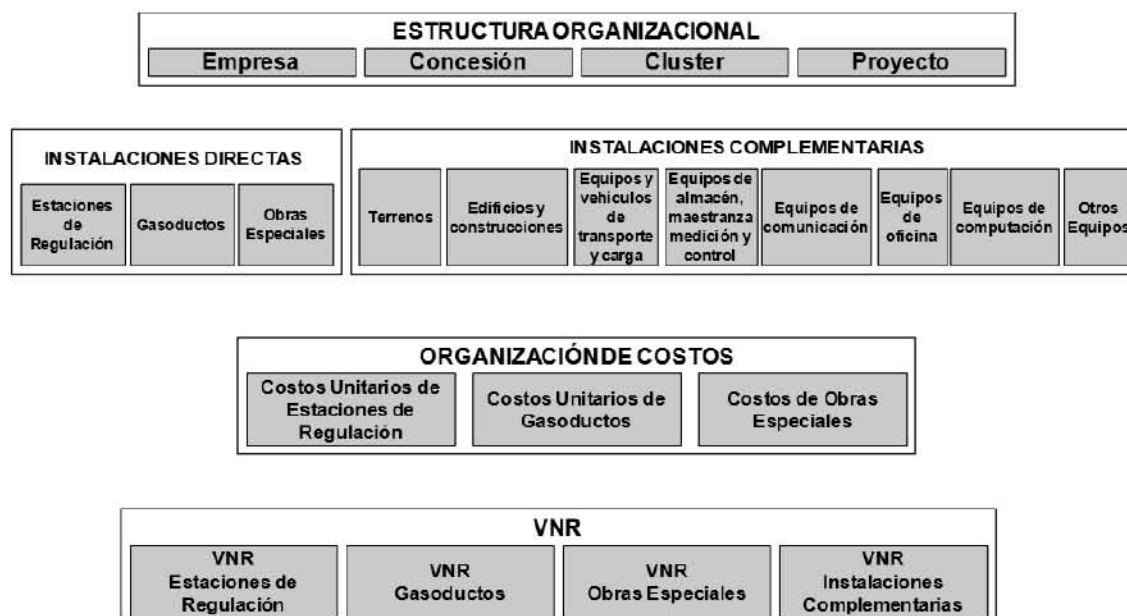 ESTRUCTURA ORGANIZACIONAL
Empresa
Concesión
Cluster
Proyecto
INSTALACIONES DIRECTAS
Estaciones
de
Regulación
Gasoductos
Obras
Especiales
INSTALACIONES COMPLEMENTARIAS
Terrenos
Edificios y
construcciones
Equipos y
vehículos de
transporte
y carga
Equipos de
almacén,
maestranza
medición y
control
Equipos de
comunicación
Equipos
de
oficina
Equipos de
computación
Otros
Equipos
ORGANIZACIÓN DE COSTOS
Costos Unitarios de
Estaciones de
Regulación
Costos Unitarios de
Gasoductos
Costos de Obras
Especiales
VNR
VNR
Estaciones de
Regulación
VNR
Gasoductos
VNR
Obras Especiales
VNR
Instalaciones
Complementarias